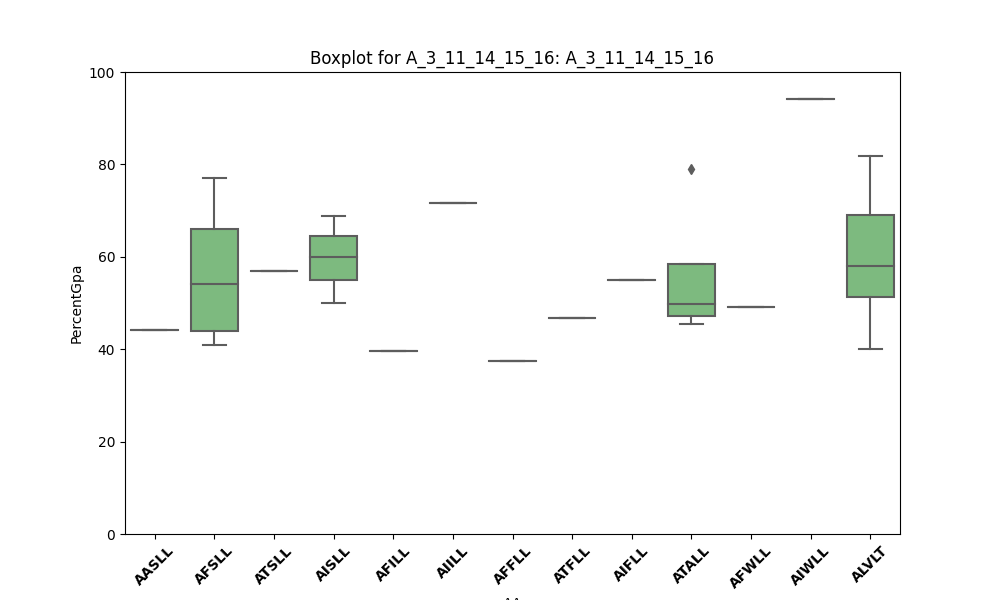 Boxplot for A_3_11_14_15_16: A_3_11_14_15_16
PercentGpa
100
80
60
40
20
0
AASLL
AFSLL
ATSLL
AISLL
AFILL
AIILL
AFFLL
ATFLL
AIFLL
ATALL
AFWLL
AIWLL
ALVLT